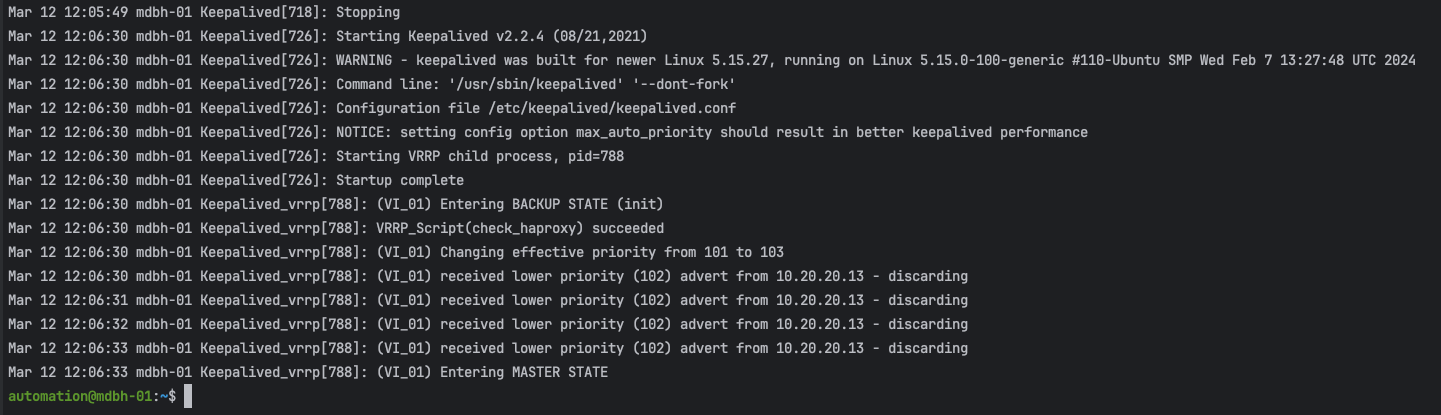 Mar 12 12:05:49 mdbh-01 Keepalived[718]: Stopping
Mar 12 12:06:30 mdbh-01 Keepalived[726]: Starting Keepalived v2.2.4 (08/21,2021)
Mar 12 12:06:30 mdbh-01 Keepalived[726]: WARNING - keepalived was built for newer Linux 5.15.27, running on Linux 5.15.0-100-generic #110-Ubuntu SMP Wed Feb 7 13:27:48 UTC 2024
Mar 12 12:06:30 mdbh-01 Keepalived[726]: Command line: '/usr/sbin/keepalived' '--dont-fork'
Mar 12 12:06:30 mdbh-01 Keepalived[726]: Configuration file /etc/keepalived/keepalived.conf
Mar 12 12:06:30 mdbh-01 Keepalived[726]: NOTICE: setting config option max_auto_priority should result in better keepalived performance
Mar 12 12:06:30 mdbh-01 Keepalived[726]: Starting VRRP child process, pid=788
Mar 12 12:06:30 mdbh-01 Keepalived[726]: Startup complete
Mar 12 12:06:30 mdbh-01 Keepalived_vrrp[788]: (VI_01) Entering BACKUP STATE (init)
Mar 12 12:06:30 mdbh-01 Keepalived_vrrp[788]: VRRP_Script(check_haproxy) succeeded
Mar 12 12:06:30 mdbh-01 Keepalived_vrrp[788]: (VI_01) Changing effective priority from 101 to 103
Mar 12 12:06:30 mdbh-01 Keepalived_vrrp[788]: (VI_01) received lower priority (102) advert from 10.20.20.13 - discarding
Mar 12 12:06:31 mdbh-01 Keepalived_vrrp[788]: (VI_01) received lower priority (102) advert from 10.20.20.13 - discarding
Mar 12 12:06:32 mdbh-01 Keepalived_vrrp[788]: (VI_01) received lower priority (102) advert from 10.20.20.13 - discarding
Mar 12 12:06:33 mdbh-01 Keepalived_vrrp[788]: (VI_01) received lower priority (102) advert from 10.20.20.13 - discarding
Mar 12 12:06:33 mdbh-01 Keepalived_vrrp[788]: (VI_01) Entering MASTER STATE
automation@mdbh-01:~$